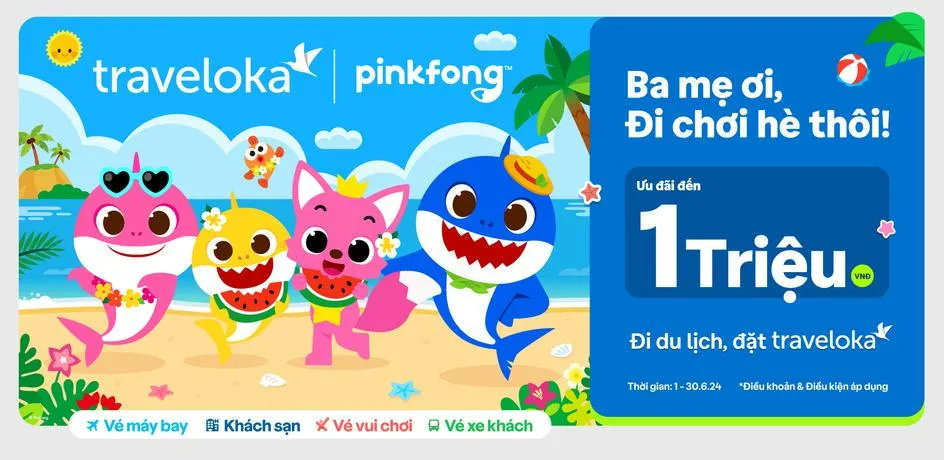 traveloka
pinkfong™
Ba mẹ ơi,
Đi chơi hè thôi!
Ưu đãi đến
1 Triệu VNĐ
Đi du lịch, đặt traveloka
Thời gian: 1 - 30.6.24 *Điều khoản & Điều kiện áp dụng
Vé máy bay Khách sạn Vé vui chơi Vé xe khách